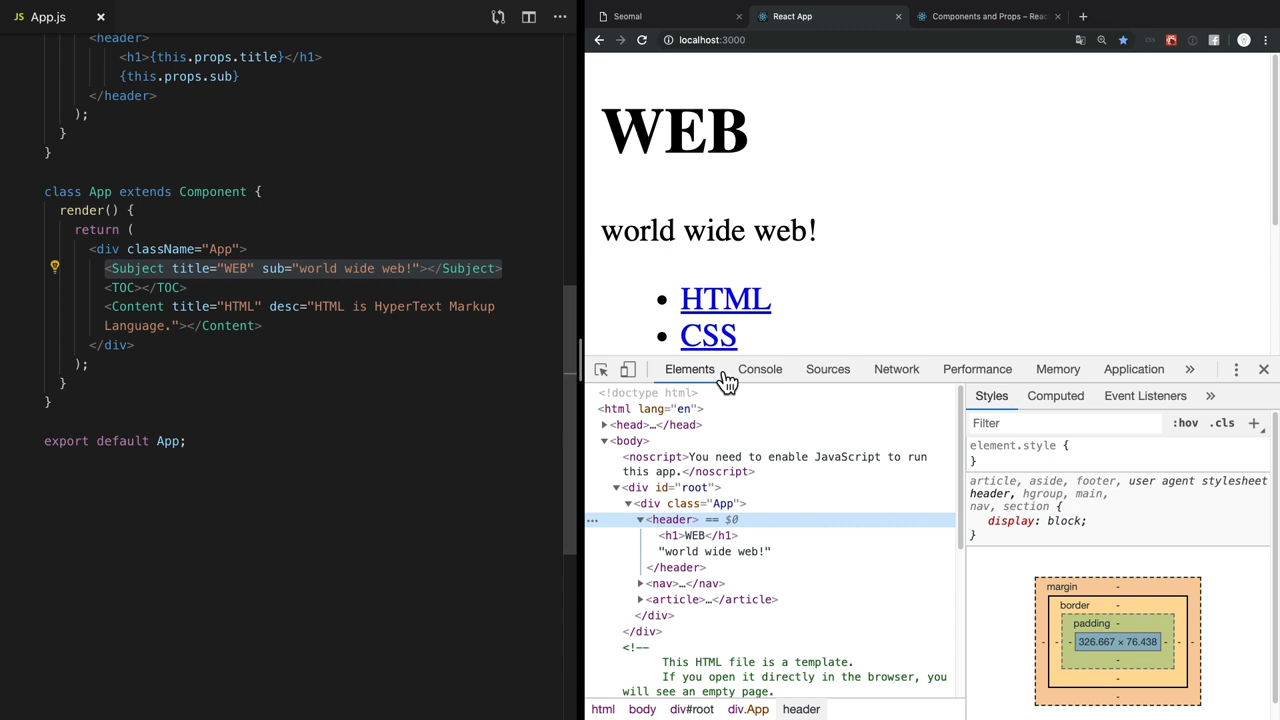 JS App.js
<header>
<h1>{this.props.title}</h1>
{this.props.sub}
</header>
);
}
}
class App extends Component {
render() {
return (
<div className="App">
<Subject title="WEB" sub="world wide web!"></Subject>
<TOC></TOC>
<Content title="HTML" desc="HTML is HyperText Markup
Language."></Content>
</div>
);
}
}
export default App;
Seomal
React App
Components and Props – Reac
localhost:3000
WEB
world wide web!
HTML
CSS
Elements Console Sources Network Performance Memory Application »
<!doctype html>
<html lang="en">
<head>…</head>
<body>
<noscript>You need to enable JavaScript to run
this app.</noscript>
<div id="root">
<div class="App">
<header> == $0
<h1>WEB</h1>
"world wide web!"
</header>
<nav>…</nav>
<article>…</article>
</div>
</div>
<!--
This HTML file is a template.
If you open it directly in the browser, you
will see an empty page.
html body div#root div.App header
Styles Computed Event Listeners »
Filter :hov .cls +
element.style {
}
article, aside, footer, user agent stylesheet
header, hgroup, main,
nav, section {
display: block;
}
margin -
border -
padding -
- - - 326.667 × 76.438 - - -
-
-
-